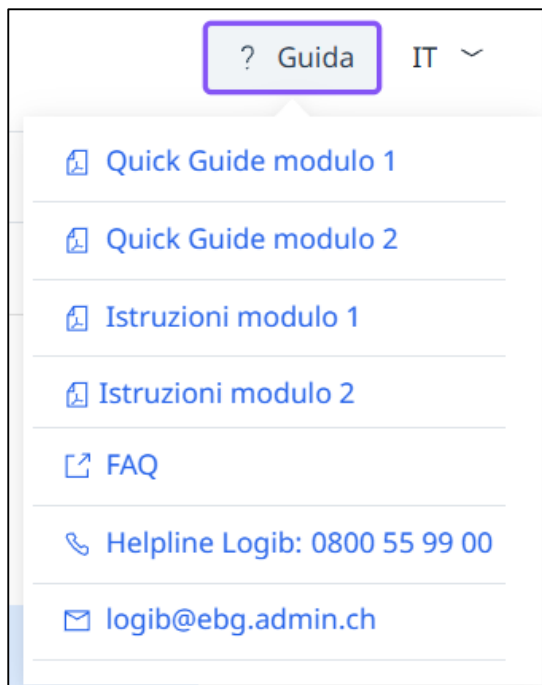 ? Guida IT
Quick Guide modulo 1
Quick Guide modulo 2
Istruzioni modulo 1
Istruzioni modulo 2
FAQ
Helpline Logib: 0800 55 99 00
logib@ebg.admin.ch